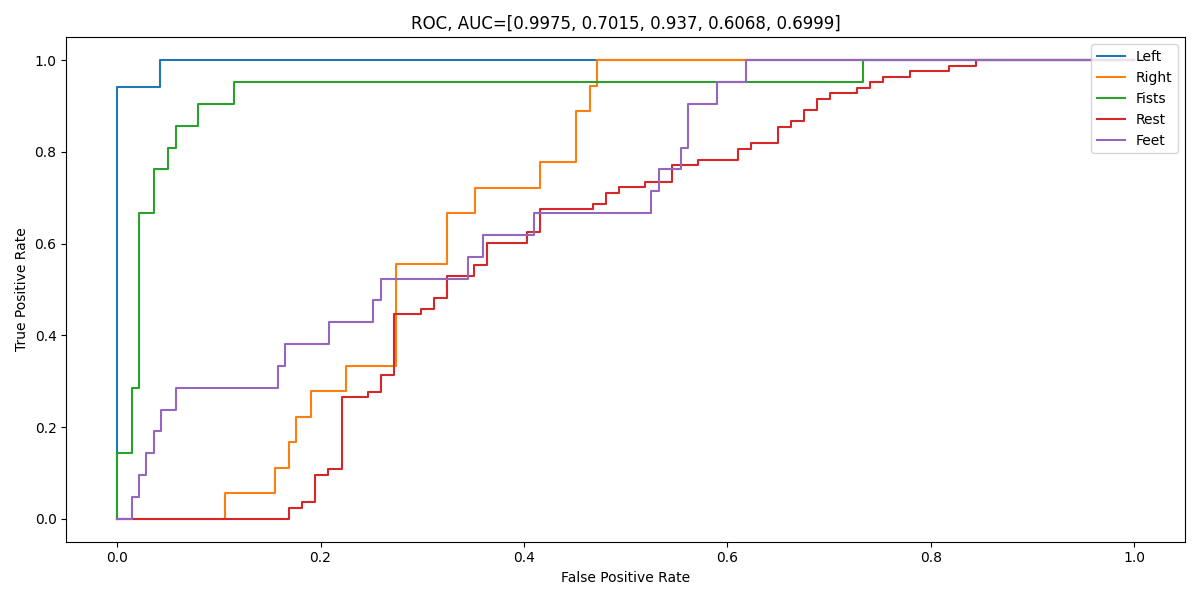 ROC, AUC=[0.9975, 0.7015, 0.937, 0.6068, 0.6999]
Left
Right
Fists
Rest
Feet
True Positive Rate
1.0
0.8
0.6
0.4
0.2
0.0
0.0 0.2 0.4 0.6 0.8 1.0
False Positive Rate